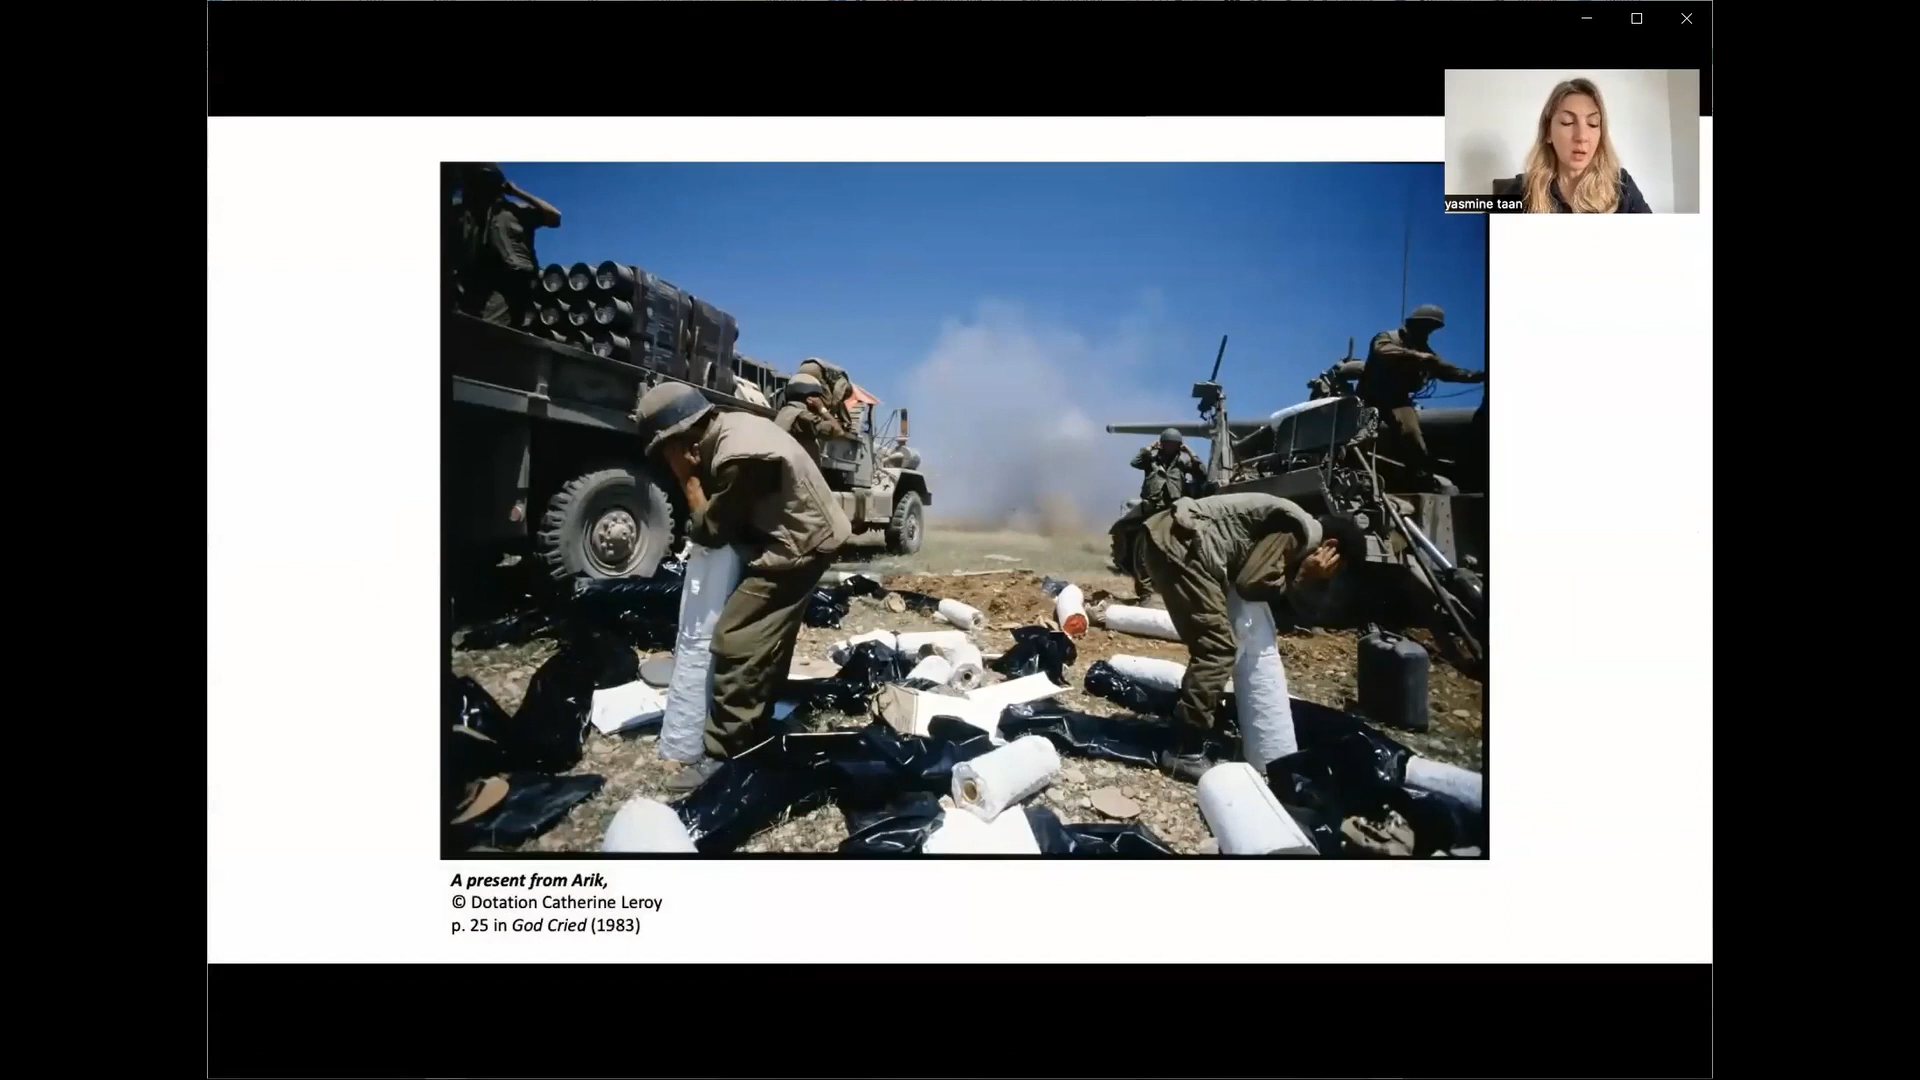 yasmine taan
A present from Arik,
© Dotation Catherine Leroy
p. 25 in God Cried (1983)